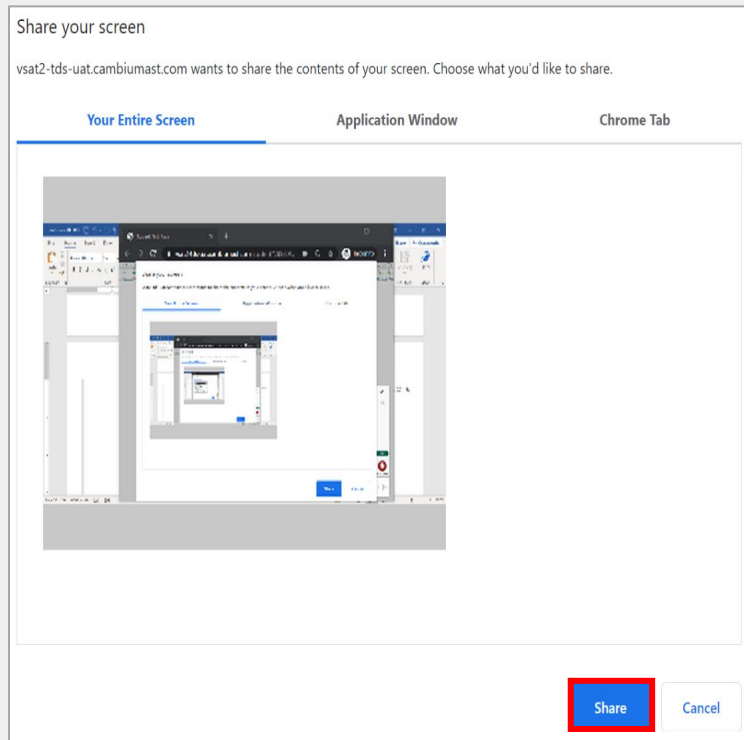 Share your screen
vsat2-tds-uat.cambiumast.com wants to share the contents of your screen. Choose what you'd like to share.
Your Entire Screen Application Window Chrome Tab
Share Cancel